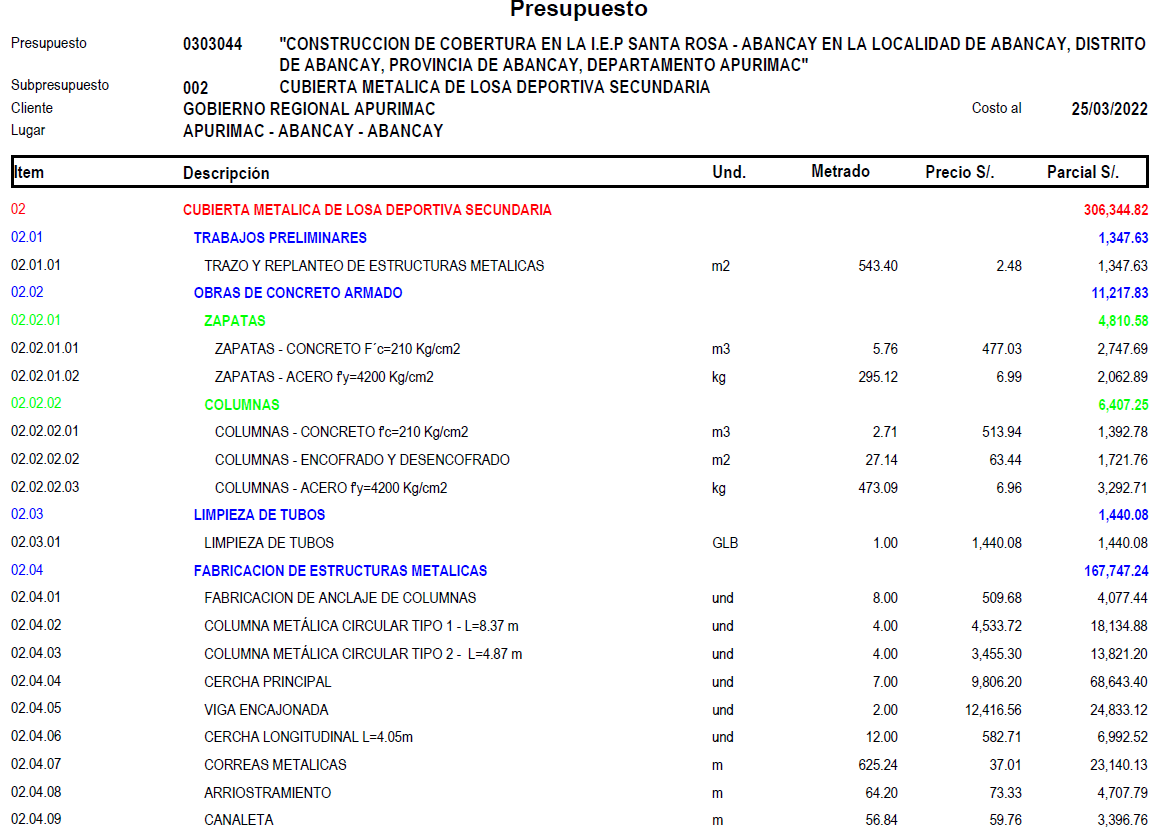 Presupuesto
Presupuesto 0303044 "CONSTRUCCION DE COBERTURA EN LA I.E.P SANTA ROSA - ABANCAY EN LA LOCALIDAD DE ABANCAY, DISTRITO
DE ABANCAY, PROVINCIA DE ABANCAY, DEPARTAMENTO APURIMAC"
Subpresupuesto 002 CUBIERTA METALICA DE LOSA DEPORTIVA SECUNDARIA
Cliente GOBIERNO REGIONAL APURIMAC Costo al 25/03/2022
Lugar APURIMAC - ABANCAY - ABANCAY
Item Descripción Und. Metrado Precio S/. Parcial S/.
02 CUBIERTA METALICA DE LOSA DEPORTIVA SECUNDARIA 306,344.82
02.01 TRABAJOS PRELIMINARES 1,347.63
02.01.01 TRAZO Y REPLANTEO DE ESTRUCTURAS METALICAS m2 543.40 2.48 1,347.63
02.02 OBRAS DE CONCRETO ARMADO 11,217.83
02.02.01 ZAPATAS 4,810.58
02.02.01.01 ZAPATAS - CONCRETO F´c=210 Kg/cm2 m3 5.76 477.03 2,747.69
02.02.01.02 ZAPATAS - ACERO f'y=4200 Kg/cm2 kg 295.12 6.99 2,062.89
02.02.02 COLUMNAS 6,407.25
02.02.02.01 COLUMNAS - CONCRETO f'c=210 Kg/cm2 m3 2.71 513.94 1,392.78
02.02.02.02 COLUMNAS - ENCOFRADO Y DESENCOFRADO m2 27.14 63.44 1,721.76
02.02.02.03 COLUMNAS - ACERO f'y=4200 Kg/cm2 kg 473.09 6.96 3,292.71
02.03 LIMPIEZA DE TUBOS 1,440.08
02.03.01 LIMPIEZA DE TUBOS GLB 1.00 1,440.08 1,440.08
02.04 FABRICACION DE ESTRUCTURAS METALICAS 167,747.24
02.04.01 FABRICACION DE ANCLAJE DE COLUMNAS und 8.00 509.68 4,077.44
02.04.02 COLUMNA METÁLICA CIRCULAR TIPO 1 - L=8.37 m und 4.00 4,533.72 18,134.88
02.04.03 COLUMNA METÁLICA CIRCULAR TIPO 2 - L=4.87 m und 4.00 3,455.30 13,821.20
02.04.04 CERCHA PRINCIPAL und 7.00 9,806.20 68,643.40
02.04.05 VIGA ENCAJONADA und 2.00 12,416.56 24,833.12
02.04.06 CERCHA LONGITUDINAL L=4.05m und 12.00 582.71 6,992.52
02.04.07 CORREAS METALICAS m 625.24 37.01 23,140.13
02.04.08 ARRIOSTRAMIENTO m 64.20 73.33 4,707.79
02.04.09 CANALETA m 56.84 59.76 3,396.76